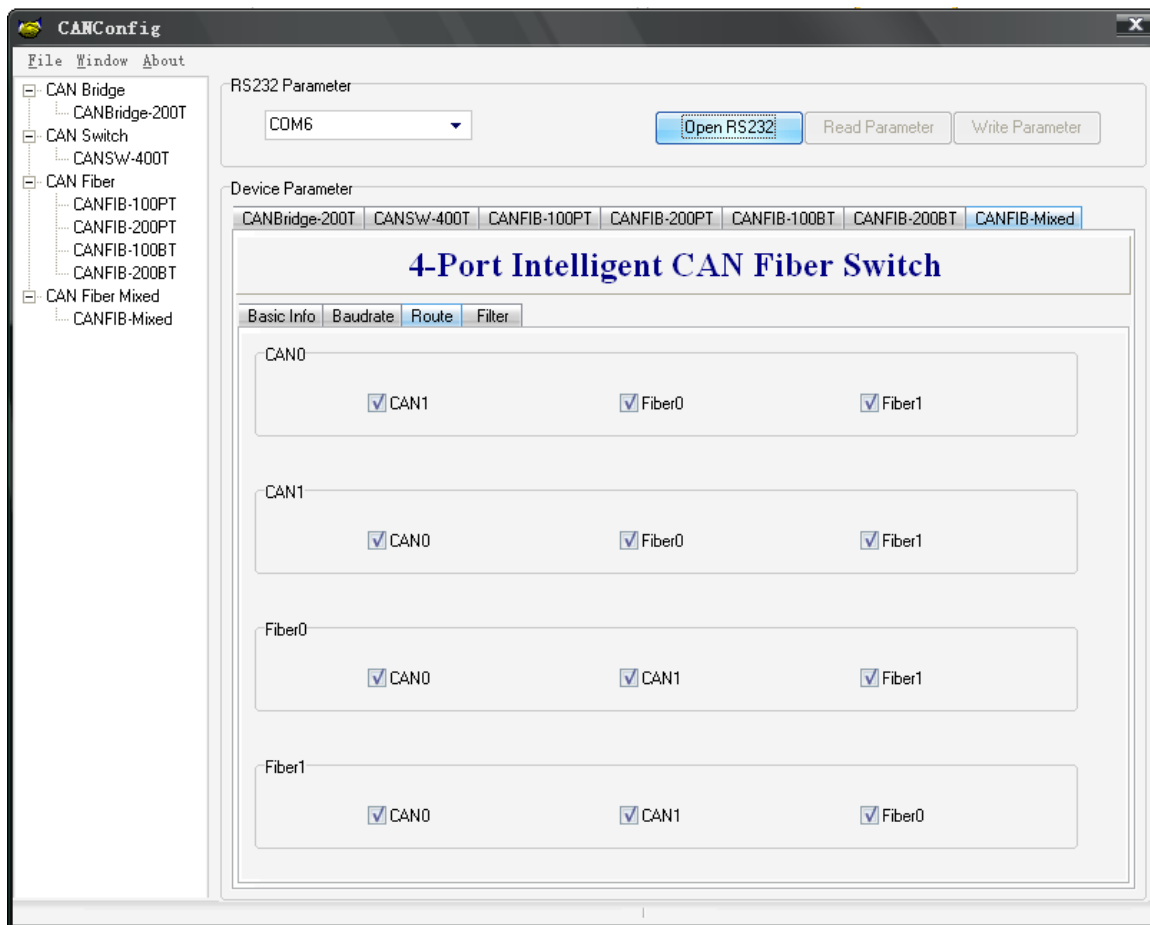 CANConfig
File Window About
CAN Bridge
CANBridge-200T
CAN Switch
CANSW-400T
CAN Fiber
CANFIB-100PT
CANFIB-200PT
CANFIB-100BT
CANFIB-200BT
CAN Fiber Mixed
CANFIB-Mixed
RS232 Parameter
COM6 Open RS232 Read Parameter Write Parameter
Device Parameter
CANBridge-200T CANSW-400T CANFIB-100PT CANFIB-200PT CANFIB-100BT CANFIB-200BT CANFIB-Mixed
4-Port Intelligent CAN Fiber Switch
Basic Info Baudrate Route Filter
CAN0
CAN1 Fiber0 Fiber1
CAN1
CAN0 Fiber0 Fiber1
Fiber0
CAN0 CAN1 Fiber1
Fiber1
CAN0 CAN1 Fiber0